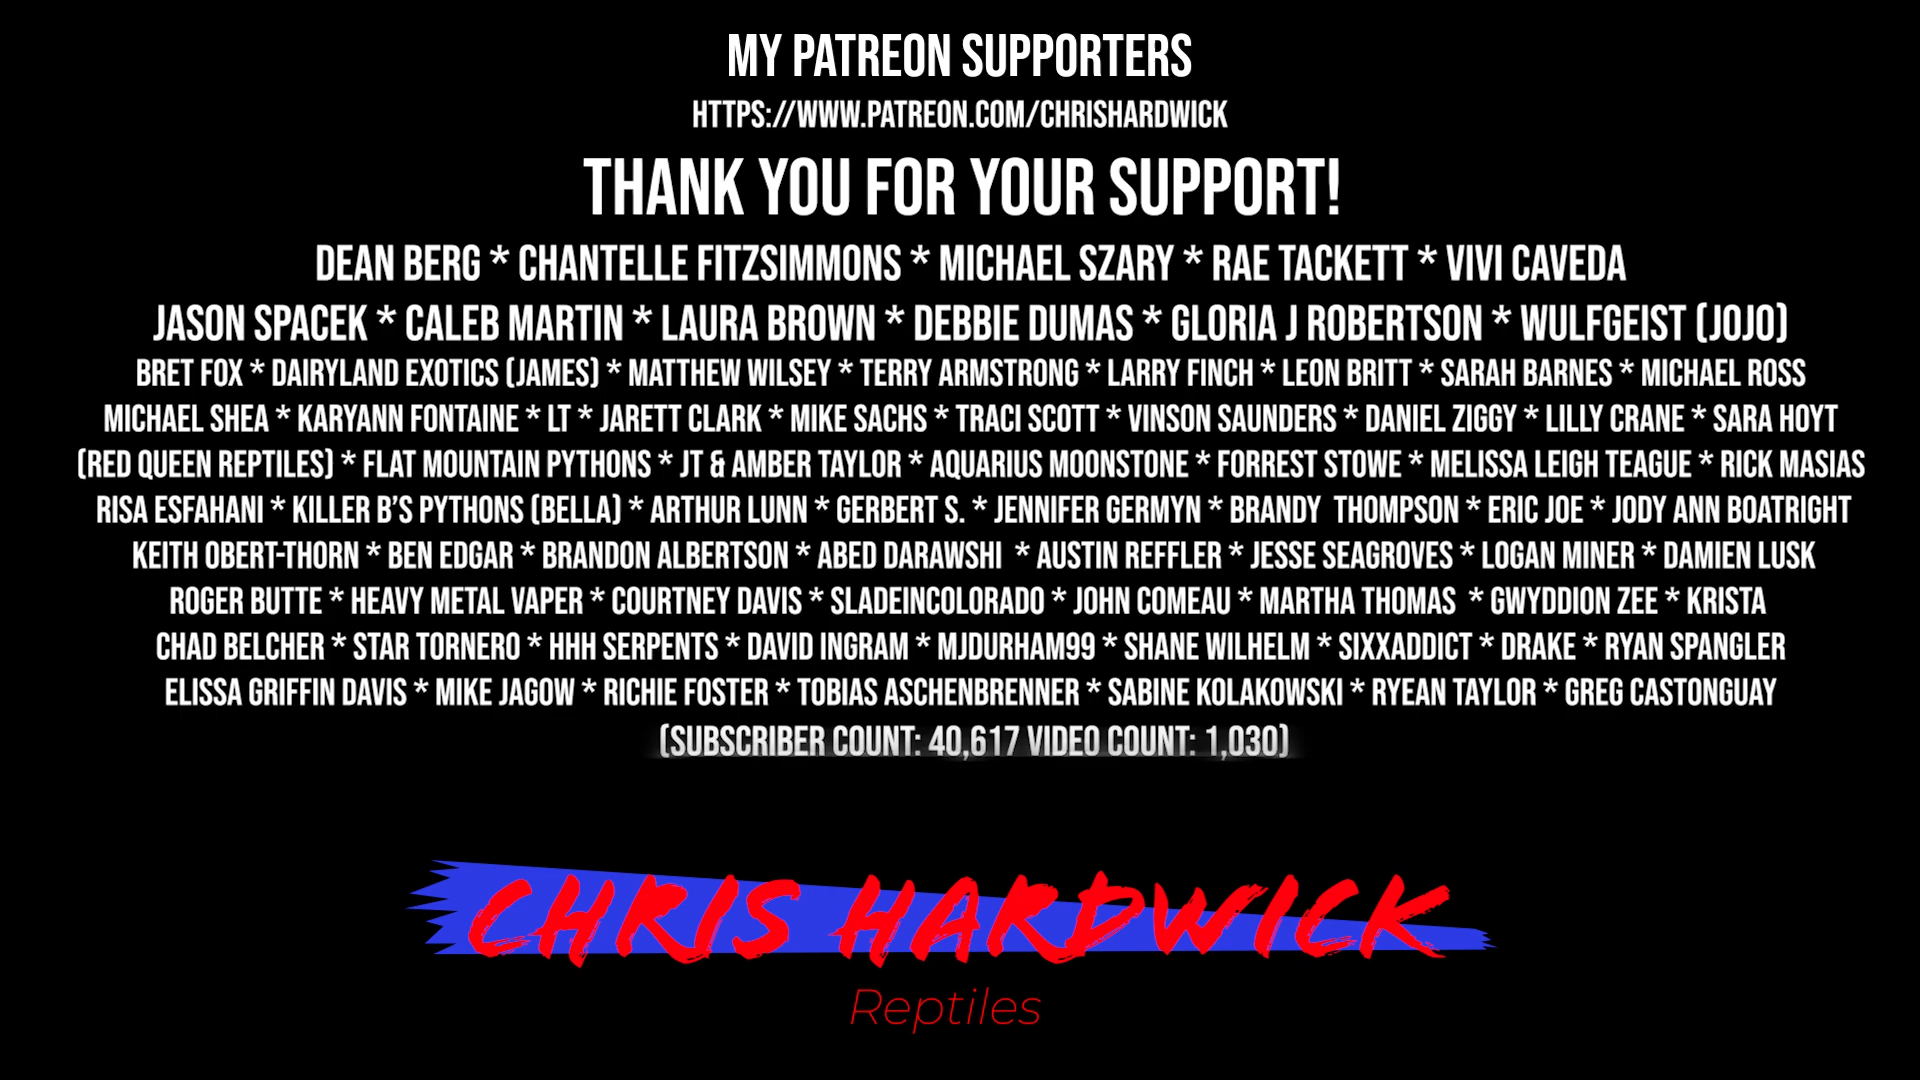 MY PATREON SUPPORTERS
HTTPS://WWW.PATREON.COM/CHRISHARDWICK
THANK YOU FOR YOUR SUPPORT!
DEAN BERG * CHANTELLE FITZSIMMONS * MICHAEL SZARY * RAE TACKETT * VIVI CAVEDA
JASON SPACEK * CALEB MARTIN * LAURA BROWN * DEBBIE DUMAS * GLORIA J ROBERTSON * WULFGEIST (JOJO)
BRET FOX * DAIRYLAND EXOTICS (JAMES) * MATTHEW WILSEY * TERRY ARMSTRONG * LARRY FINCH * LEON BRITT * SARAH BARNES * MICHAEL ROSS
MICHAEL SHEA * KARYANN FONTAINE * LT * JARETT CLARK * MIKE SACHS * TRACI SCOTT * VINSON SAUNDERS * DANIEL ZIGGY * LILLY CRANE * SARA HOYT
(RED QUEEN REPTILES) * FLAT MOUNTAIN PYTHONS * JT & AMBER TAYLOR * AQUARIUS MOONSTONE * FORREST STOWE * MELISSA LEIGH TEAGUE * RICK MASIAS
RISA ESFAHANI * KILLER B'S PYTHONS (BELLA) * ARTHUR LUNN * GERBERT S. * JENNIFER GERMYN * BRANDY THOMPSON * ERIC JOE * JODY ANN BOATRIGHT
KEITH OBERT-THORN * BEN EDGAR * BRANDON ALBERTSON * ABED DARAWSHI * AUSTIN REFFLER * JESSE SEAGROVES * LOGAN MINER * DAMIEN LUSK
ROGER BUTTE * HEAVY METAL VAPER * COURTNEY DAVIS * SLADEINCOLORADO * JOHN COMEAU * MARTHA THOMAS * GWYDDION ZEE * KRISTA
CHAD BELCHER * STAR TORNERO * HHH SERPENTS * DAVID INGRAM * MJDURHAM99 * SHANE WILHELM * SIXXADDICT * DRAKE * RYAN SPANGLER
ELISSA GRIFFIN DAVIS * MIKE JAGOW * RICHIE FOSTER * TOBIAS ASCHENBRENNER * SABINE KOLAKOWSKI * RYEAN TAYLOR * GREG CASTONGUAY
(SUBSCRIBER COUNT: 40,617 VIDEO COUNT: 1,030)
CHRIS HARDWICK
Reptiles